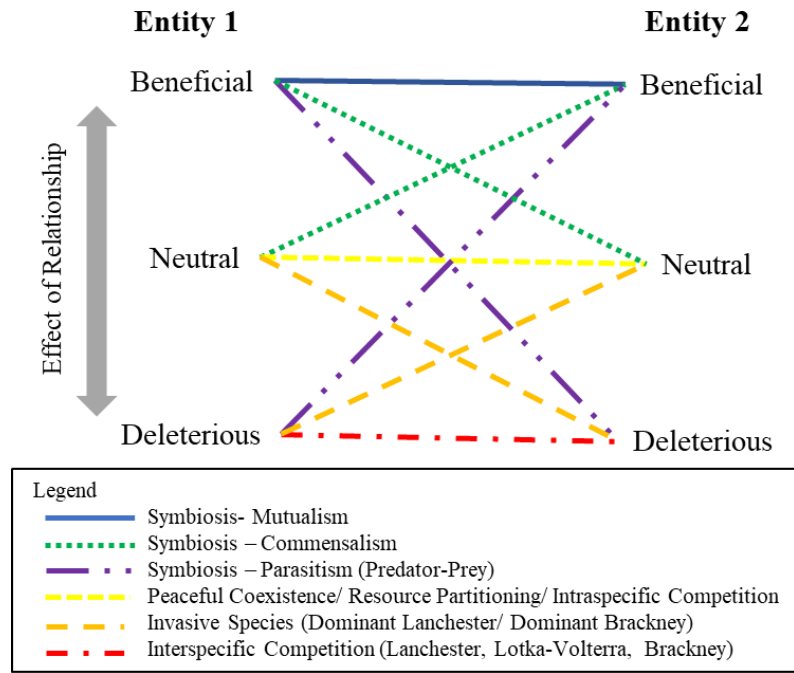 Entity 1 Entity 2
Beneficial Beneficial
Effect of Relationship
Neutral Neutral
Deleterious Deleterious
Legend
Symbiosis- Mutualism
Symbiosis – Commensalism
Symbiosis – Parasitism (Predator-Prey)
Peaceful Coexistence/ Resource Partitioning/ Intraspecific Competition
Invasive Species (Dominant Lanchester/ Dominant Brackney)
Interspecific Competition (Lanchester, Lotka-Volterra, Brackney)